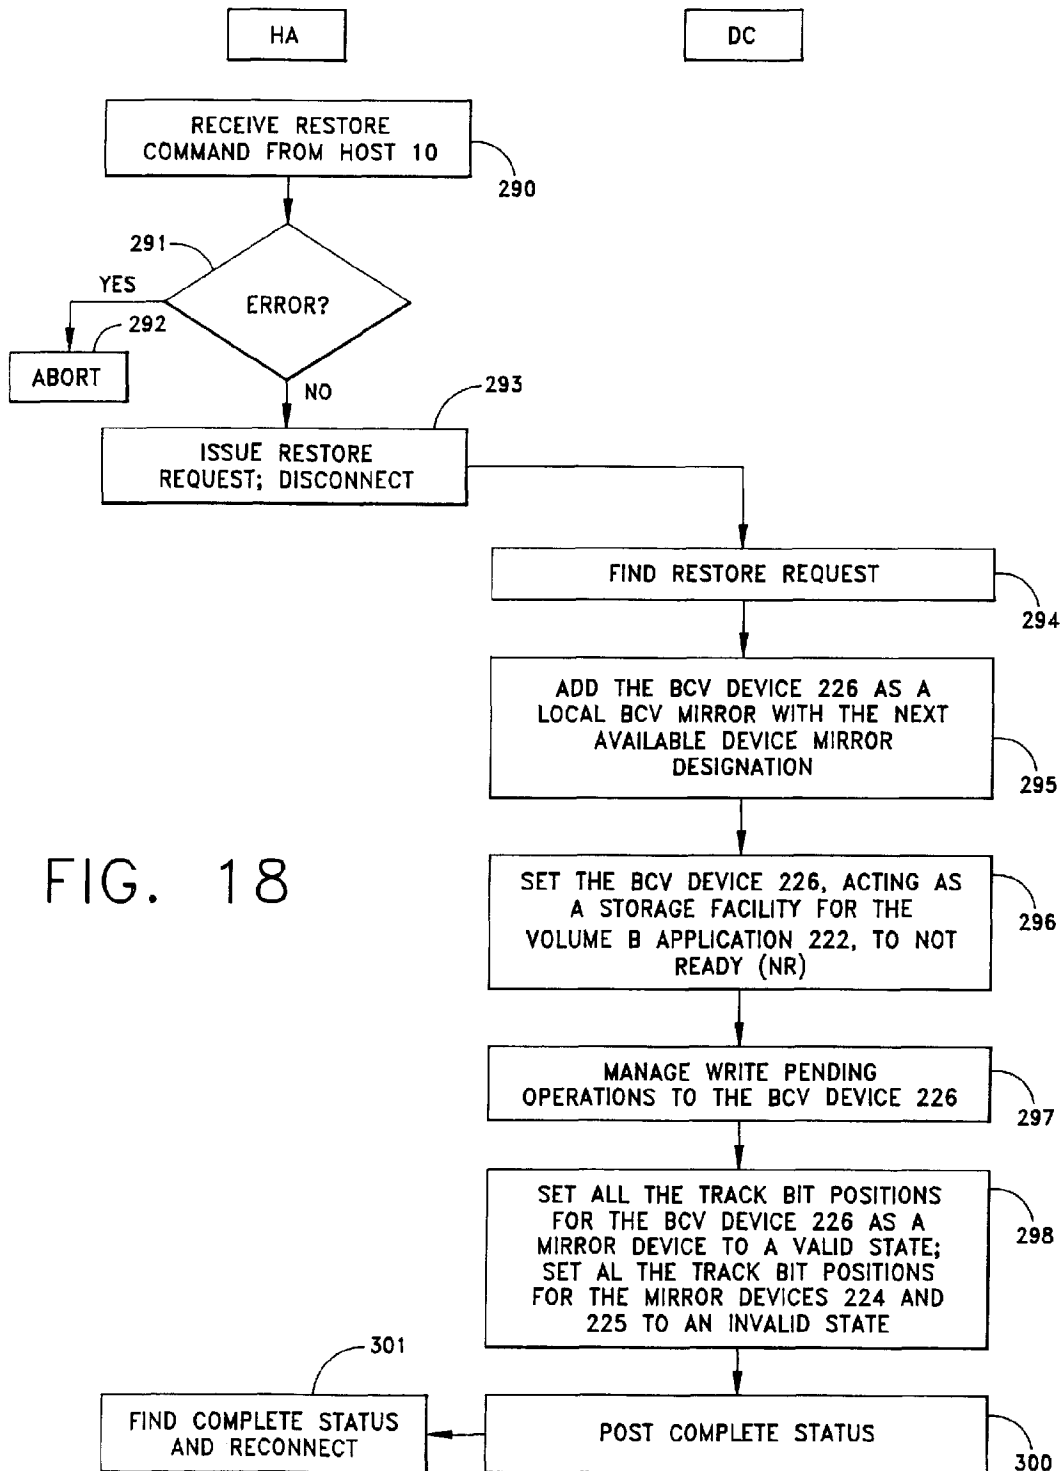 HA
DC
RECEIVE RESTORE
COMMAND FROM HOST 10
290
291
YES
ERROR?
292
ABORT
NO
293
ISSUE RESTORE
REQUEST; DISCONNECT
FIND RESTORE REQUEST
294
ADD THE BCV DEVICE 226 AS A
LOCAL BCV MIRROR WITH THE NEXT
AVAILABLE DEVICE MIRROR
DESIGNATION
295
FIG. 18
SET THE BCV DEVICE 226, ACTING AS
A STORAGE FACILITY FOR THE
VOLUME B APPLICATION 222, TO NOT
READY (NR)
296
MANAGE WRITE PENDING
OPERATIONS TO THE BCV DEVICE 226
297
SET ALL THE TRACK BIT POSITIONS
FOR THE BCV DEVICE 226 AS A
MIRROR DEVICE TO A VALID STATE;
SET AL THE TRACK BIT POSITIONS
FOR THE MIRROR DEVICES 224 AND
225 TO AN INVALID STATE
298
301
FIND COMPLETE STATUS
AND RECONNECT
POST COMPLETE STATUS
300